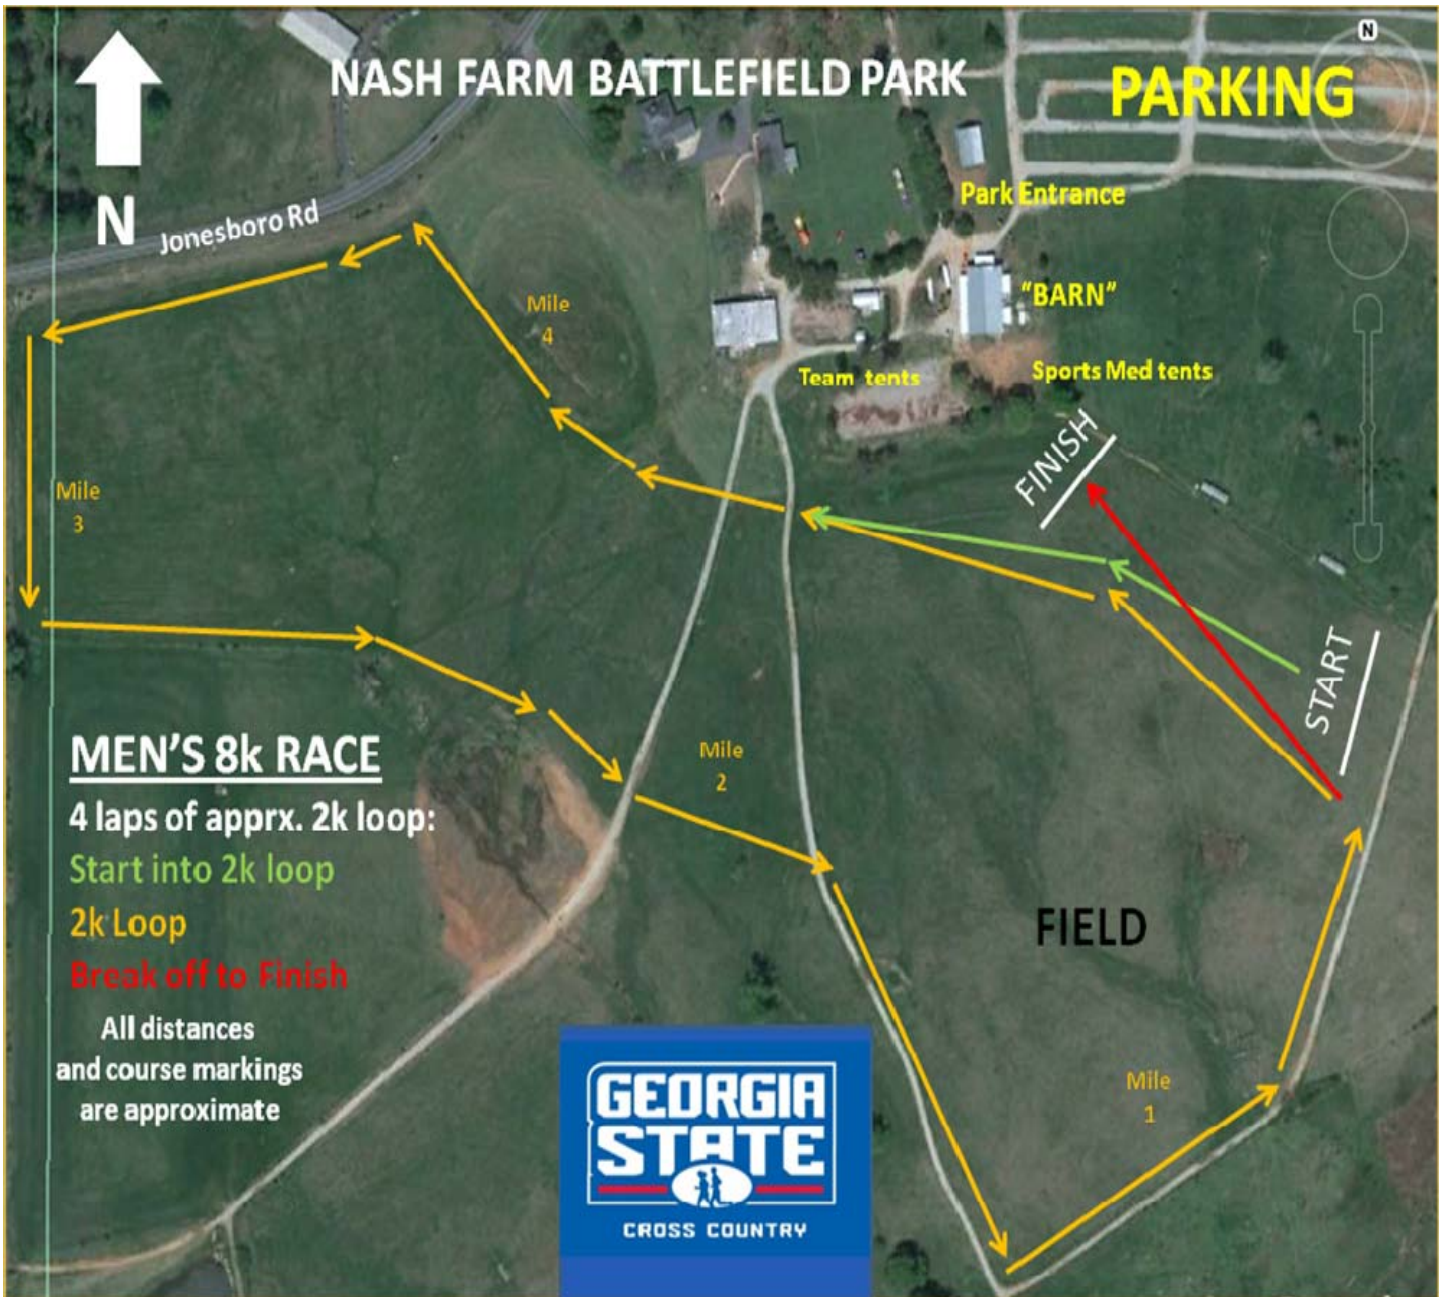 N
NASH FARM BATTLEFIELD PARK
PARKING
N
Jonesboro Rd
Park Entrance
"BARN"
Mile
4
Team tents
Sports Med tents
FINISH
Mile
3
START
MEN'S 8k RACE
4 laps of apprx. 2k loop:
Start into 2k loop
2k Loop
Break off to Finish
All distances
and course markings
are approximate
Mile
2
FIELD
Mile
1
GEORGIA
STATE
CROSS COUNTRY